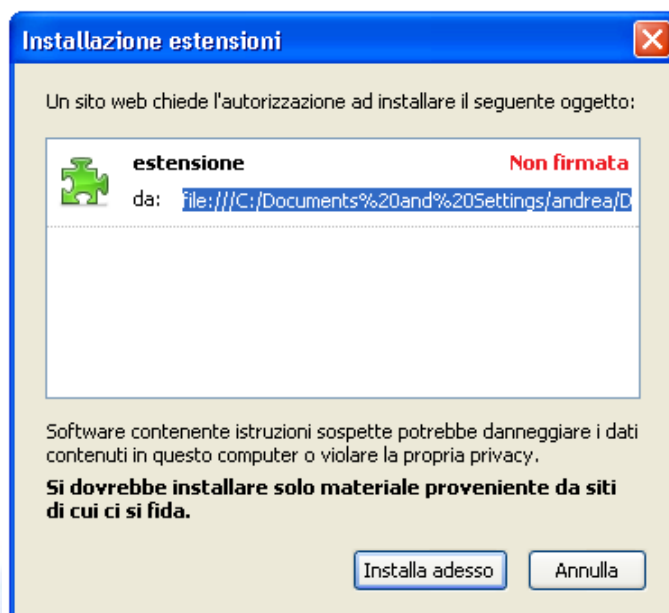 Installazione estensioni
Un sito web chiede l'autorizzazione ad installare il seguente oggetto:
estensione Non firmata
da: file:///C:/Documents%20and%20Settings/andrea/D
Software contenente istruzioni sospette potrebbe danneggiare i dati
contenuti in questo computer o violare la propria privacy.
Si dovrebbe installare solo materiale proveniente da siti
di cui ci si fida.
Installa adesso Annulla